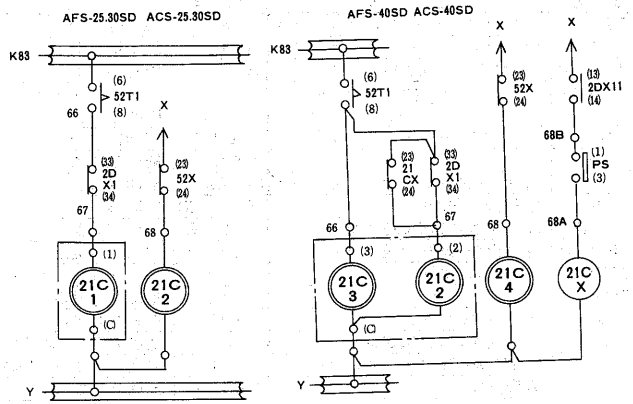 AFS-25.30SD ACS-25.30SD
K83
(6)
52T1
66
(8)
X
(33)
2D
X1
(34)
(23)
52X
(24)
67
68
(1)
21C
1
21C
2
(C)
Y
AFS-40SD ACS-40SD
K83
(6)
52T1
(8)
X
(23)
52X
(24)
X
(13)
2DX11
(14)
68B
(1)
PS
(3)
(23)
21
CX
(24)
(33)
2D
X1
(34)
66
67
68
68A
(3)
(2)
21C
3
21C
2
21C
4
21C
X
(C)
Y